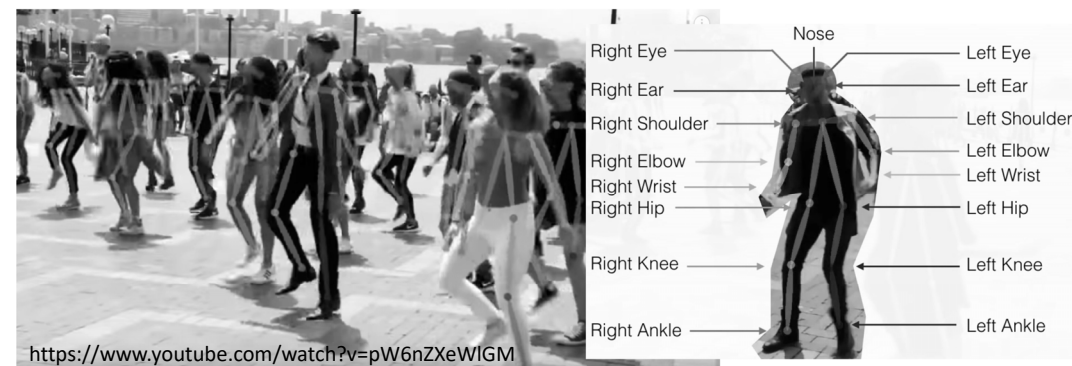 Nose
Right Eye
Left Eye
Right Ear
Left Ear
Right Shoulder
Left Shoulder
Right Elbow
Left Elbow
Right Wrist
Left Wrist
Right Hip
Left Hip
Right Knee
Left Knee
Right Ankle
Left Ankle
https://www.youtube.com/watch?v=pW6nZXeWlGM